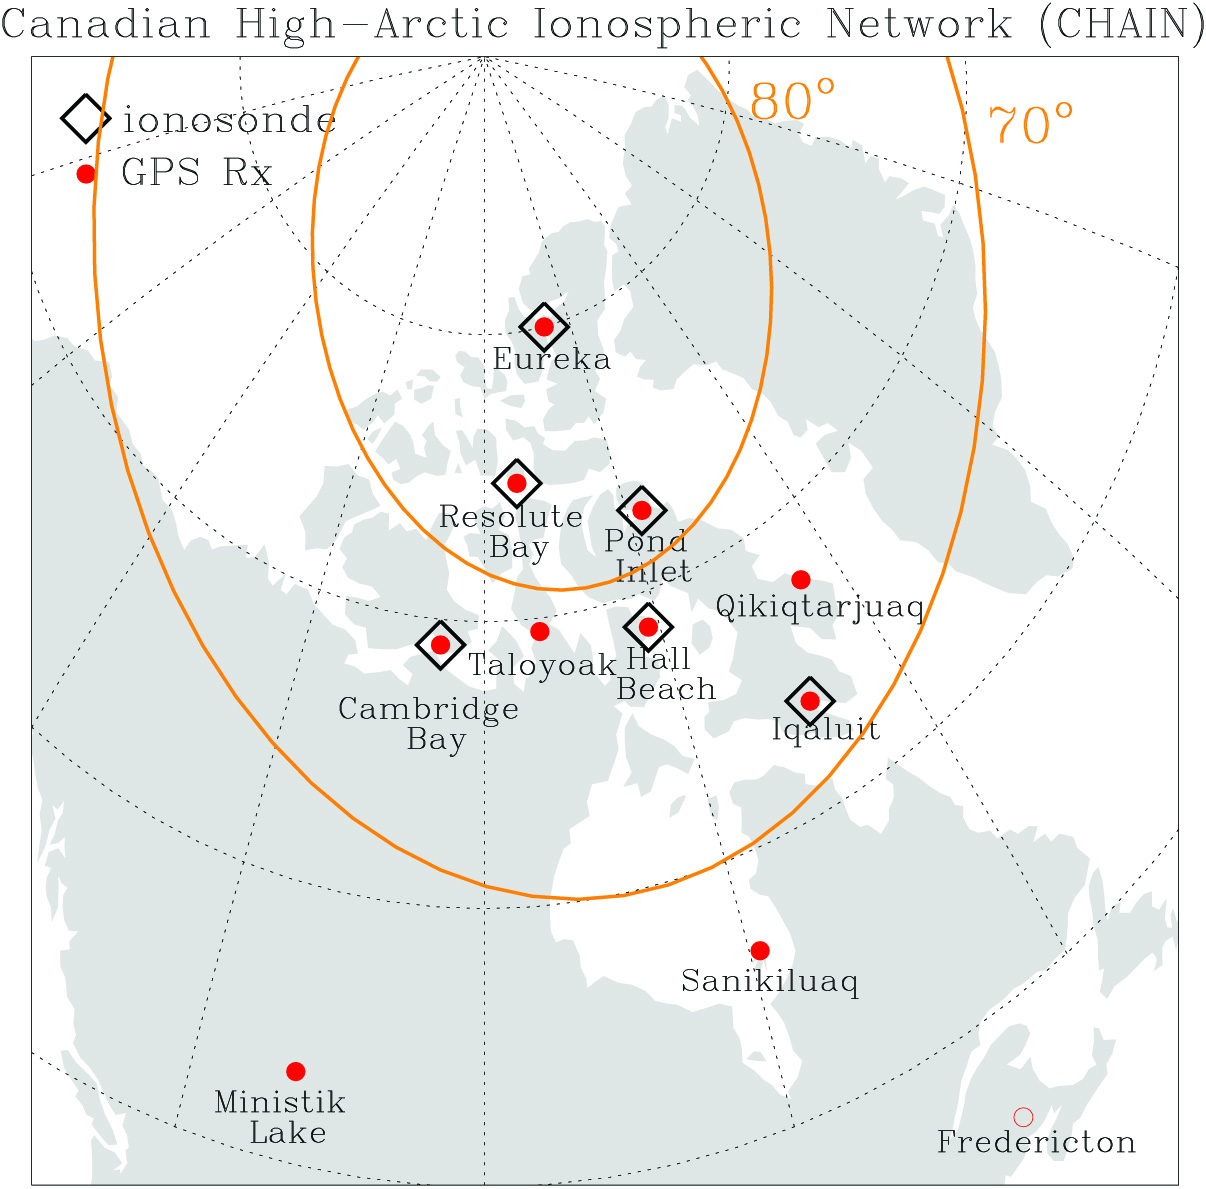 Canadian High-Arctic Ionospheric Network (CHAIN)
80°
70°
ionosonde
GPS Rx
Eureka
Resolute
Bay
Pond
Inlet
Qikiqtarjuaq
Taloyoak
Hall
Beach
Cambridge
Bay
Iqaluit
Sanikiluaq
Ministik
Lake
Fredericton